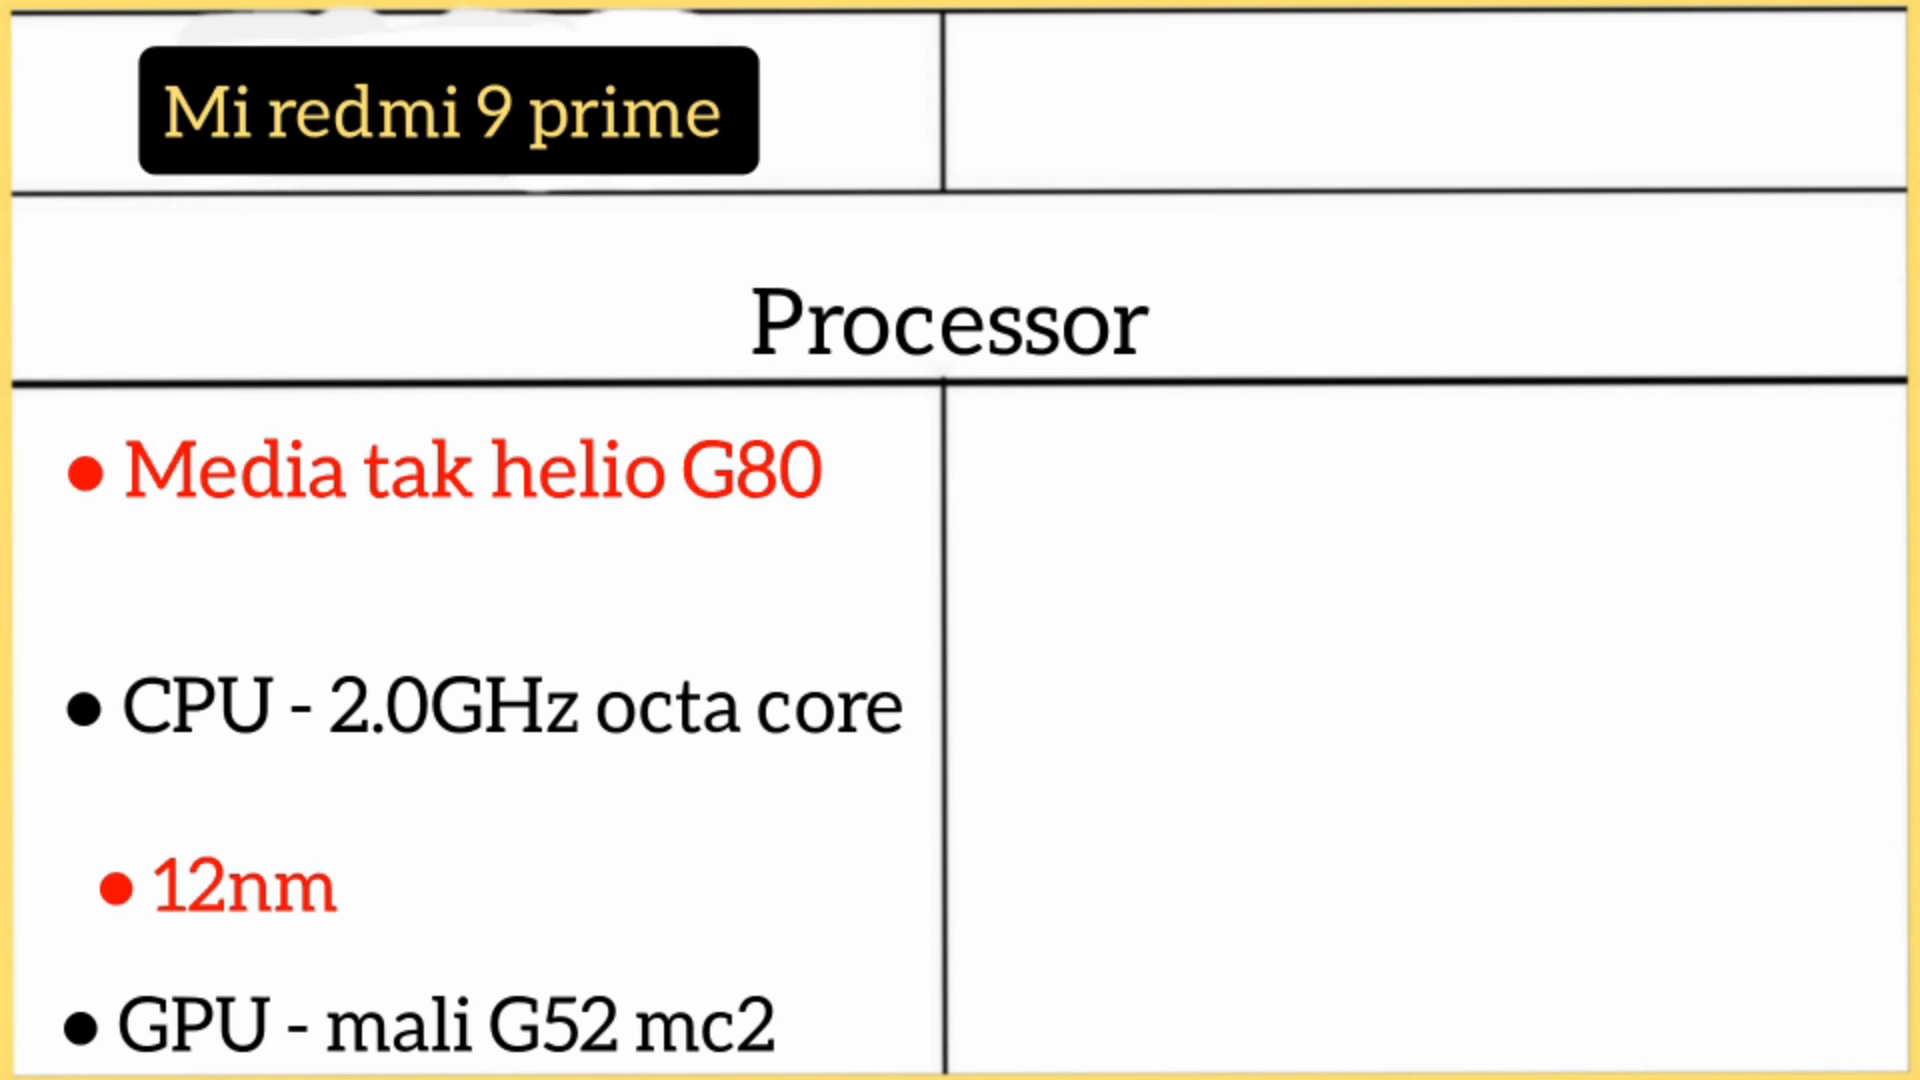 Mi redmi 9 prime
Processor
• Media tak helio G80
• CPU - 2.0GHz octa core
• 12nm
• GPU - mali G52 mc2